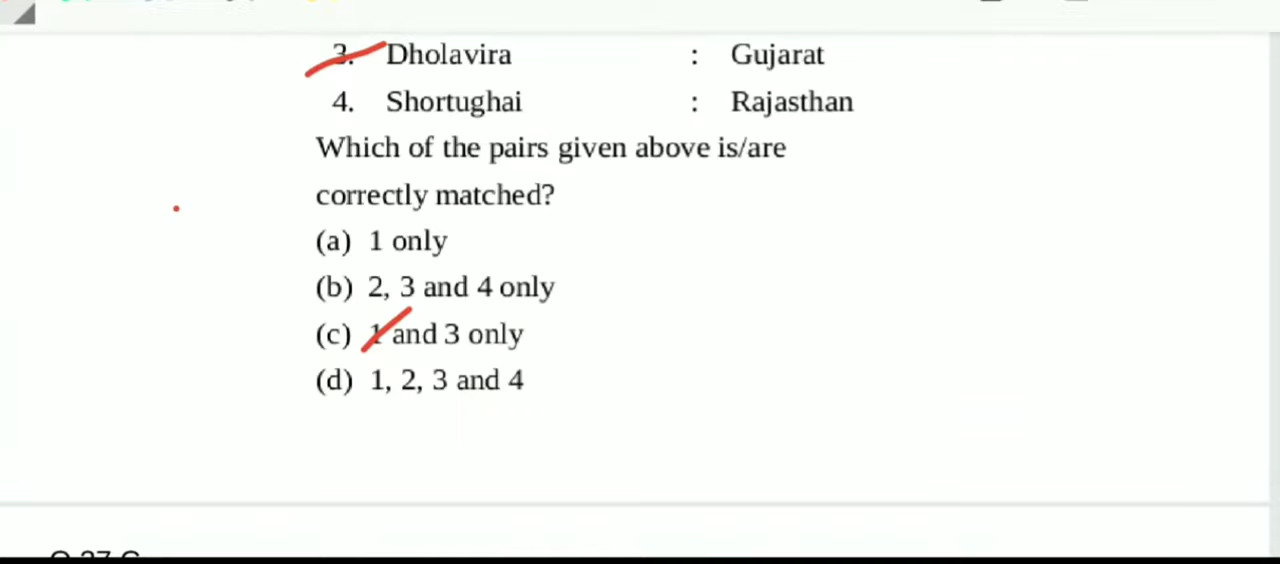 3. Dholavira : Gujarat
4. Shortughai : Rajasthan
Which of the pairs given above is/are
correctly matched?
(a) 1 only
(b) 2, 3 and 4 only
(c) 1 and 3 only
(d) 1, 2, 3 and 4